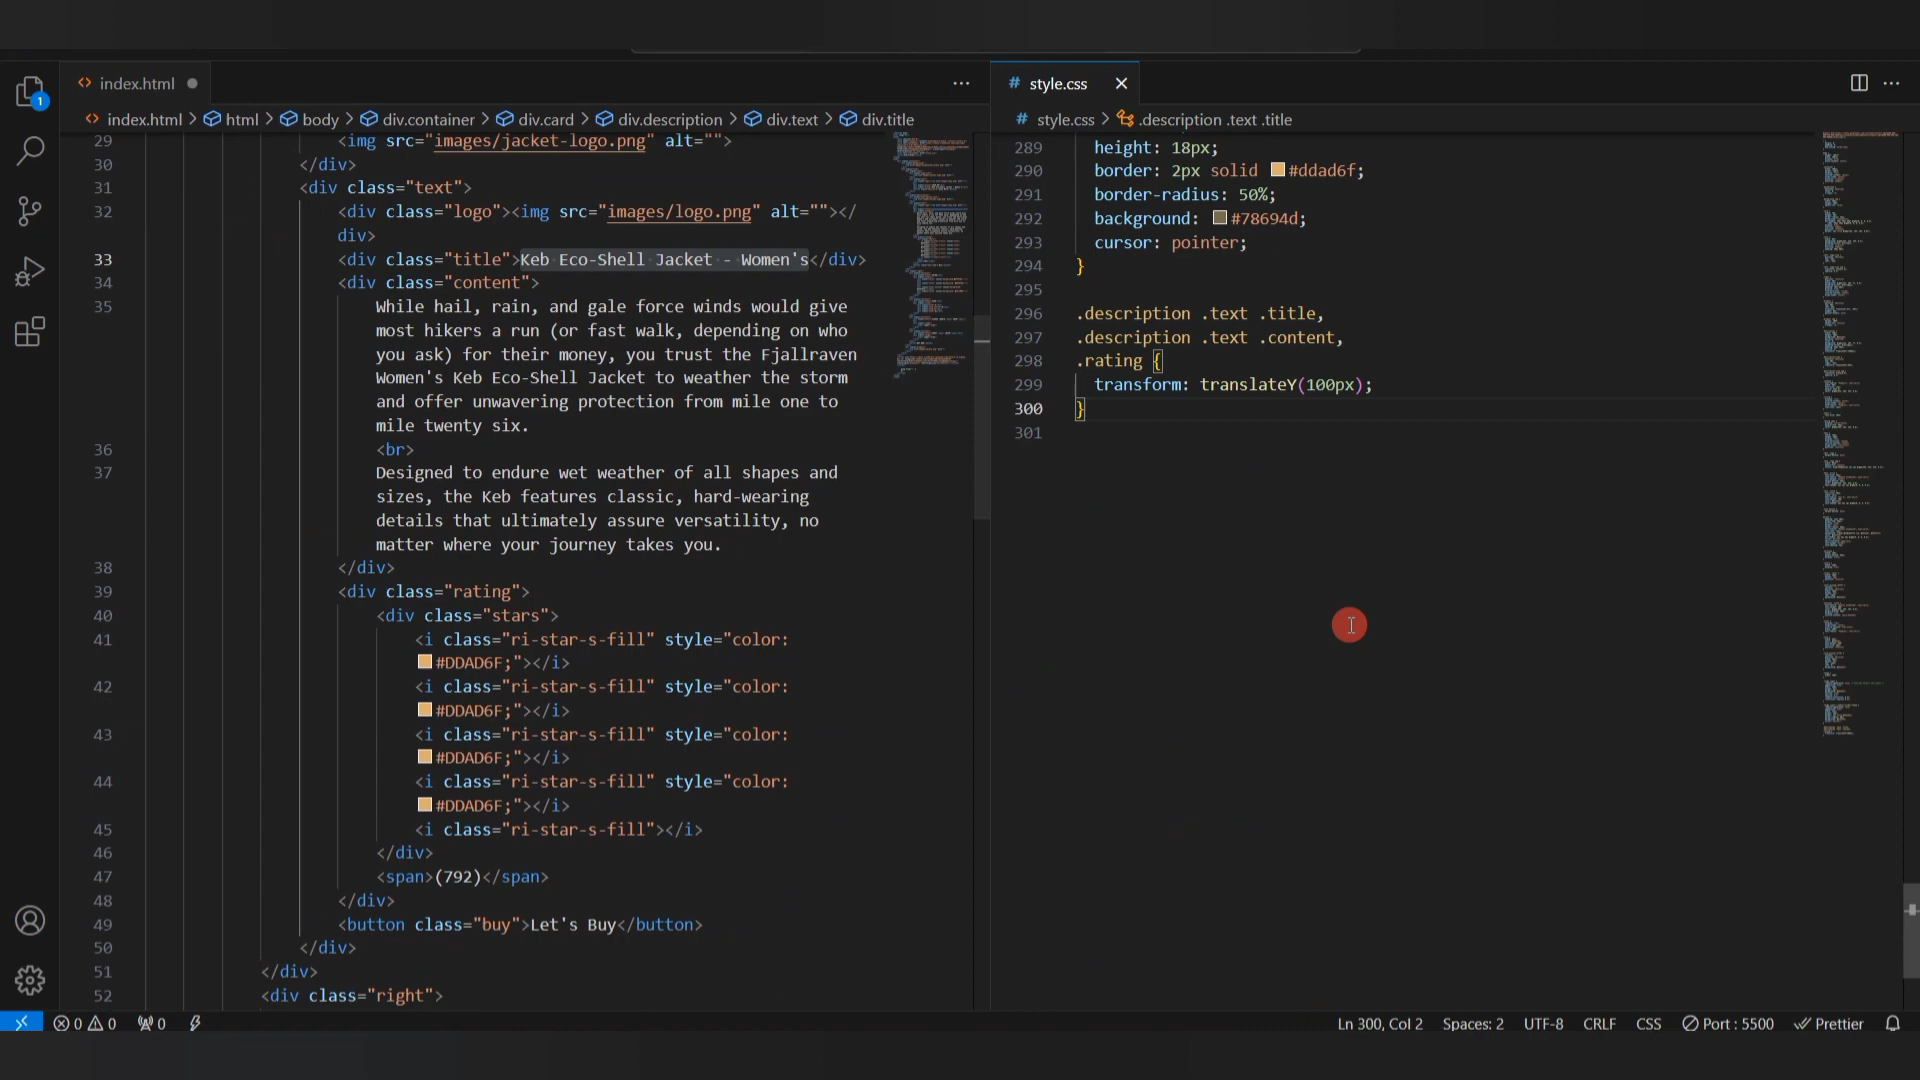 index.html
style.css
1
index.html > html > body > div.container > div.card > div.description > div.text > div.title
style.css > .description .text .title
29 <img src="images/jacket-logo.png" alt="">
30 </div>
31 <div class="text">
32 <div class="logo"><img src="images/logo.png" alt=""></
div>
33 <div class="title">Keb Eco-Shell Jacket - Women's</div>
34 <div class="content">
35 While hail, rain, and gale force winds would give
most hikers a run (or fast walk, depending on who
you ask) for their money, you trust the Fjallraven
Women's Keb Eco-Shell Jacket to weather the storm
and offer unwavering protection from mile one to
mile twenty six.
36 <br>
37 Designed to endure wet weather of all shapes and
sizes, the Keb features classic, hard-wearing
details that ultimately assure versatility, no
matter where your journey takes you.
38 </div>
39 <div class="rating">
40 <div class="stars">
41 <i class="ri-star-s-fill" style="color:
#DDAD6F;"></i>
42 <i class="ri-star-s-fill" style="color:
#DDAD6F;"></i>
43 <i class="ri-star-s-fill" style="color:
#DDAD6F;"></i>
44 <i class="ri-star-s-fill" style="color:
#DDAD6F;"></i>
45 <i class="ri-star-s-fill"></i>
46 </div>
47 <span>(792)</span>
48 </div>
49 <button class="buy">Let's Buy</button>
50 </div>
51 </div>
52 <div class="right">
289 height: 18px;
290 border: 2px solid #ddad6f;
291 border-radius: 50%;
292 background: #78694d;
293 cursor: pointer;
294 }
295
296 .description .text .title,
297 .description .text .content,
298 .rating {
299 transform: translateY(100px);
300 }
301
0 0 0
Ln 300, Col 2 Spaces: 2 UTF-8 CRLF CSS Port : 5500 Prettier